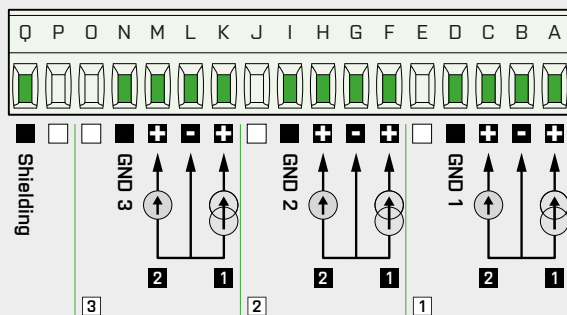 Q P O N M L K J I H G F E D C B A
+ - + + - + + - +
Shielding
GND 3
GND 2
GND 1
2 1 2 1 2 1
3 2 1